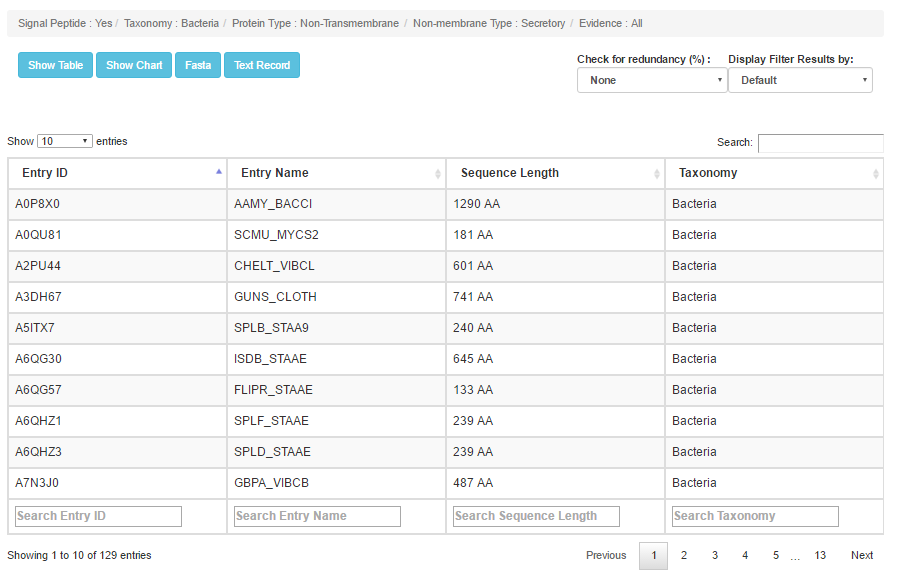 Signal Peptide : Yes / Taxonomy : Bacteria / Protein Type : Non-Transmembrane / Non-membrane Type : Secretory / Evidence : All
Show Table Show Chart Fasta Text Record
Check for redundancy (%) : Display Filter Results by:
None Default
Show 10 entries Search:
Entry ID Entry Name Sequence Length Taxonomy
A0P8X0 AAMY_BACCI 1290 AA Bacteria
A0QU81 SCMU_MYCS2 181 AA Bacteria
A2PU44 CHELT_VIBCL 601 AA Bacteria
A3DH67 GUNS_CLOTH 741 AA Bacteria
A5ITX7 SPLB_STAA9 240 AA Bacteria
A6QG30 ISDB_STAAE 645 AA Bacteria
A6QG57 FLIPR_STAAE 133 AA Bacteria
A6QHZ1 SPLF_STAAE 239 AA Bacteria
A6QHZ3 SPLD_STAAE 239 AA Bacteria
A7N3J0 GBPA_VIBCB 487 AA Bacteria
Search Entry ID Search Entry Name Search Sequence Length Search Taxonomy
Showing 1 to 10 of 129 entries Previous 1 2 3 4 5 ... 13 Next